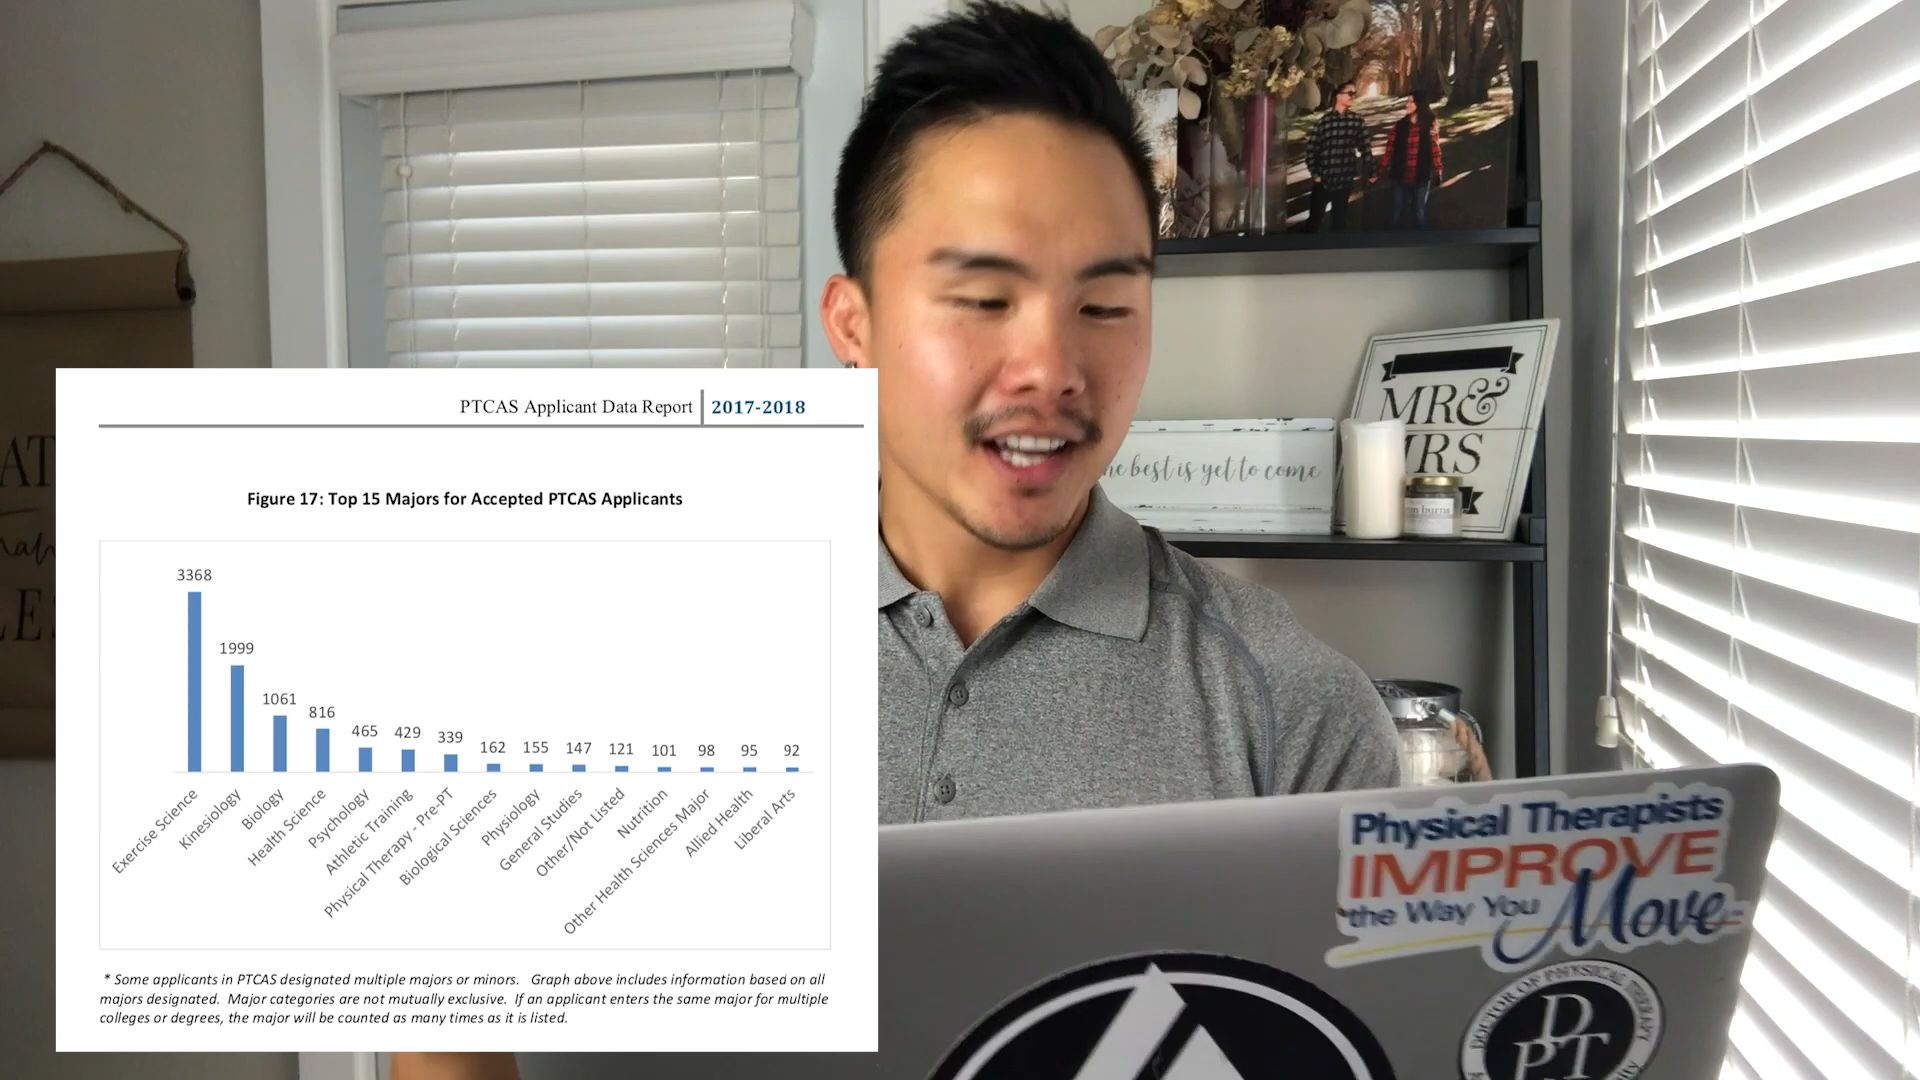 PTCAS Applicant Data Report 2017-2018
Figure 17: Top 15 Majors for Accepted PTCAS Applicants
3368
1999
1061
816
465
429
339
162
155
147
121
101
98
95
92
Exercise Science
Kinesiology
Biology
Health Science
Psychology
Athletic Training
Physical Therapy - Pre-PT
Biological Sciences
Physiology
General Studies
Other/Not Listed
Nutrition
Other Health Sciences Major
Allied Health
Liberal Arts
* Some applicants in PTCAS designated multiple majors or minors. Graph above includes information based on all
majors designated. Major categories are not mutually exclusive. If an applicant enters the same major for multiple
colleges or degrees, the major will be counted as many times as it is listed.
MR&
MRS
best is yet to come
Physical Therapists
IMPROVE
the Way You Move
DOCTOR OF PHYSICAL THERAPY
DPT